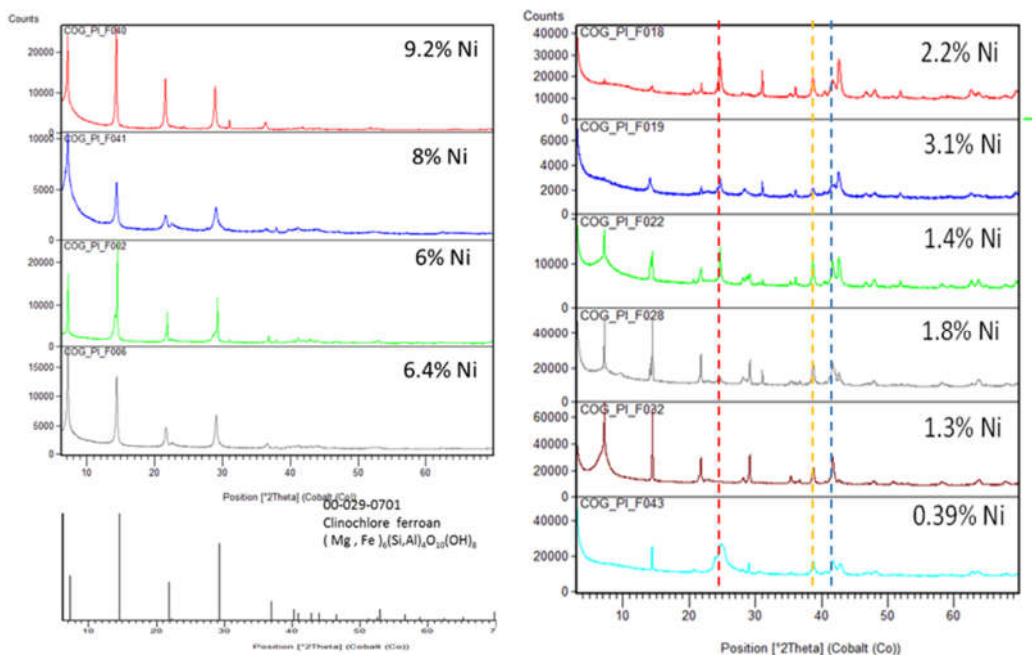 Counts
COG_PI_F040
9.2% Ni
20000
10000
0
COG_PI_F041
8% Ni
10000
5000
0
COG_PI_F002
6% Ni
20000
10000
0
COG_PI_F006
6.4% Ni
15000
10000
5000
0
10 20 30 40 50 60
Position [°2Theta] (Cobalt (Co))
00-029-0701
Clinochlore ferroan
( Mg , Fe )6(Si,Al)4O10(OH)8
10 20 30 40 50 60 7
Position [°2Theta] (Cobalt (Co))
Counts
COG_PI_F018
2.2% Ni
40000
30000
20000
10000
0
COG_PI_F019
3.1% Ni
6000
4000
2000
0
COG_PI_F022
1.4% Ni
10000
0
COG_PI_F028
1.8% Ni
40000
20000
0
COG_PI_F032
1.3% Ni
60000
40000
20000
0
COG_PI_F043
0.39% Ni
40000
20000
0
10 20 30 40 50 60
Position [°2Theta] (Cobalt (Co))